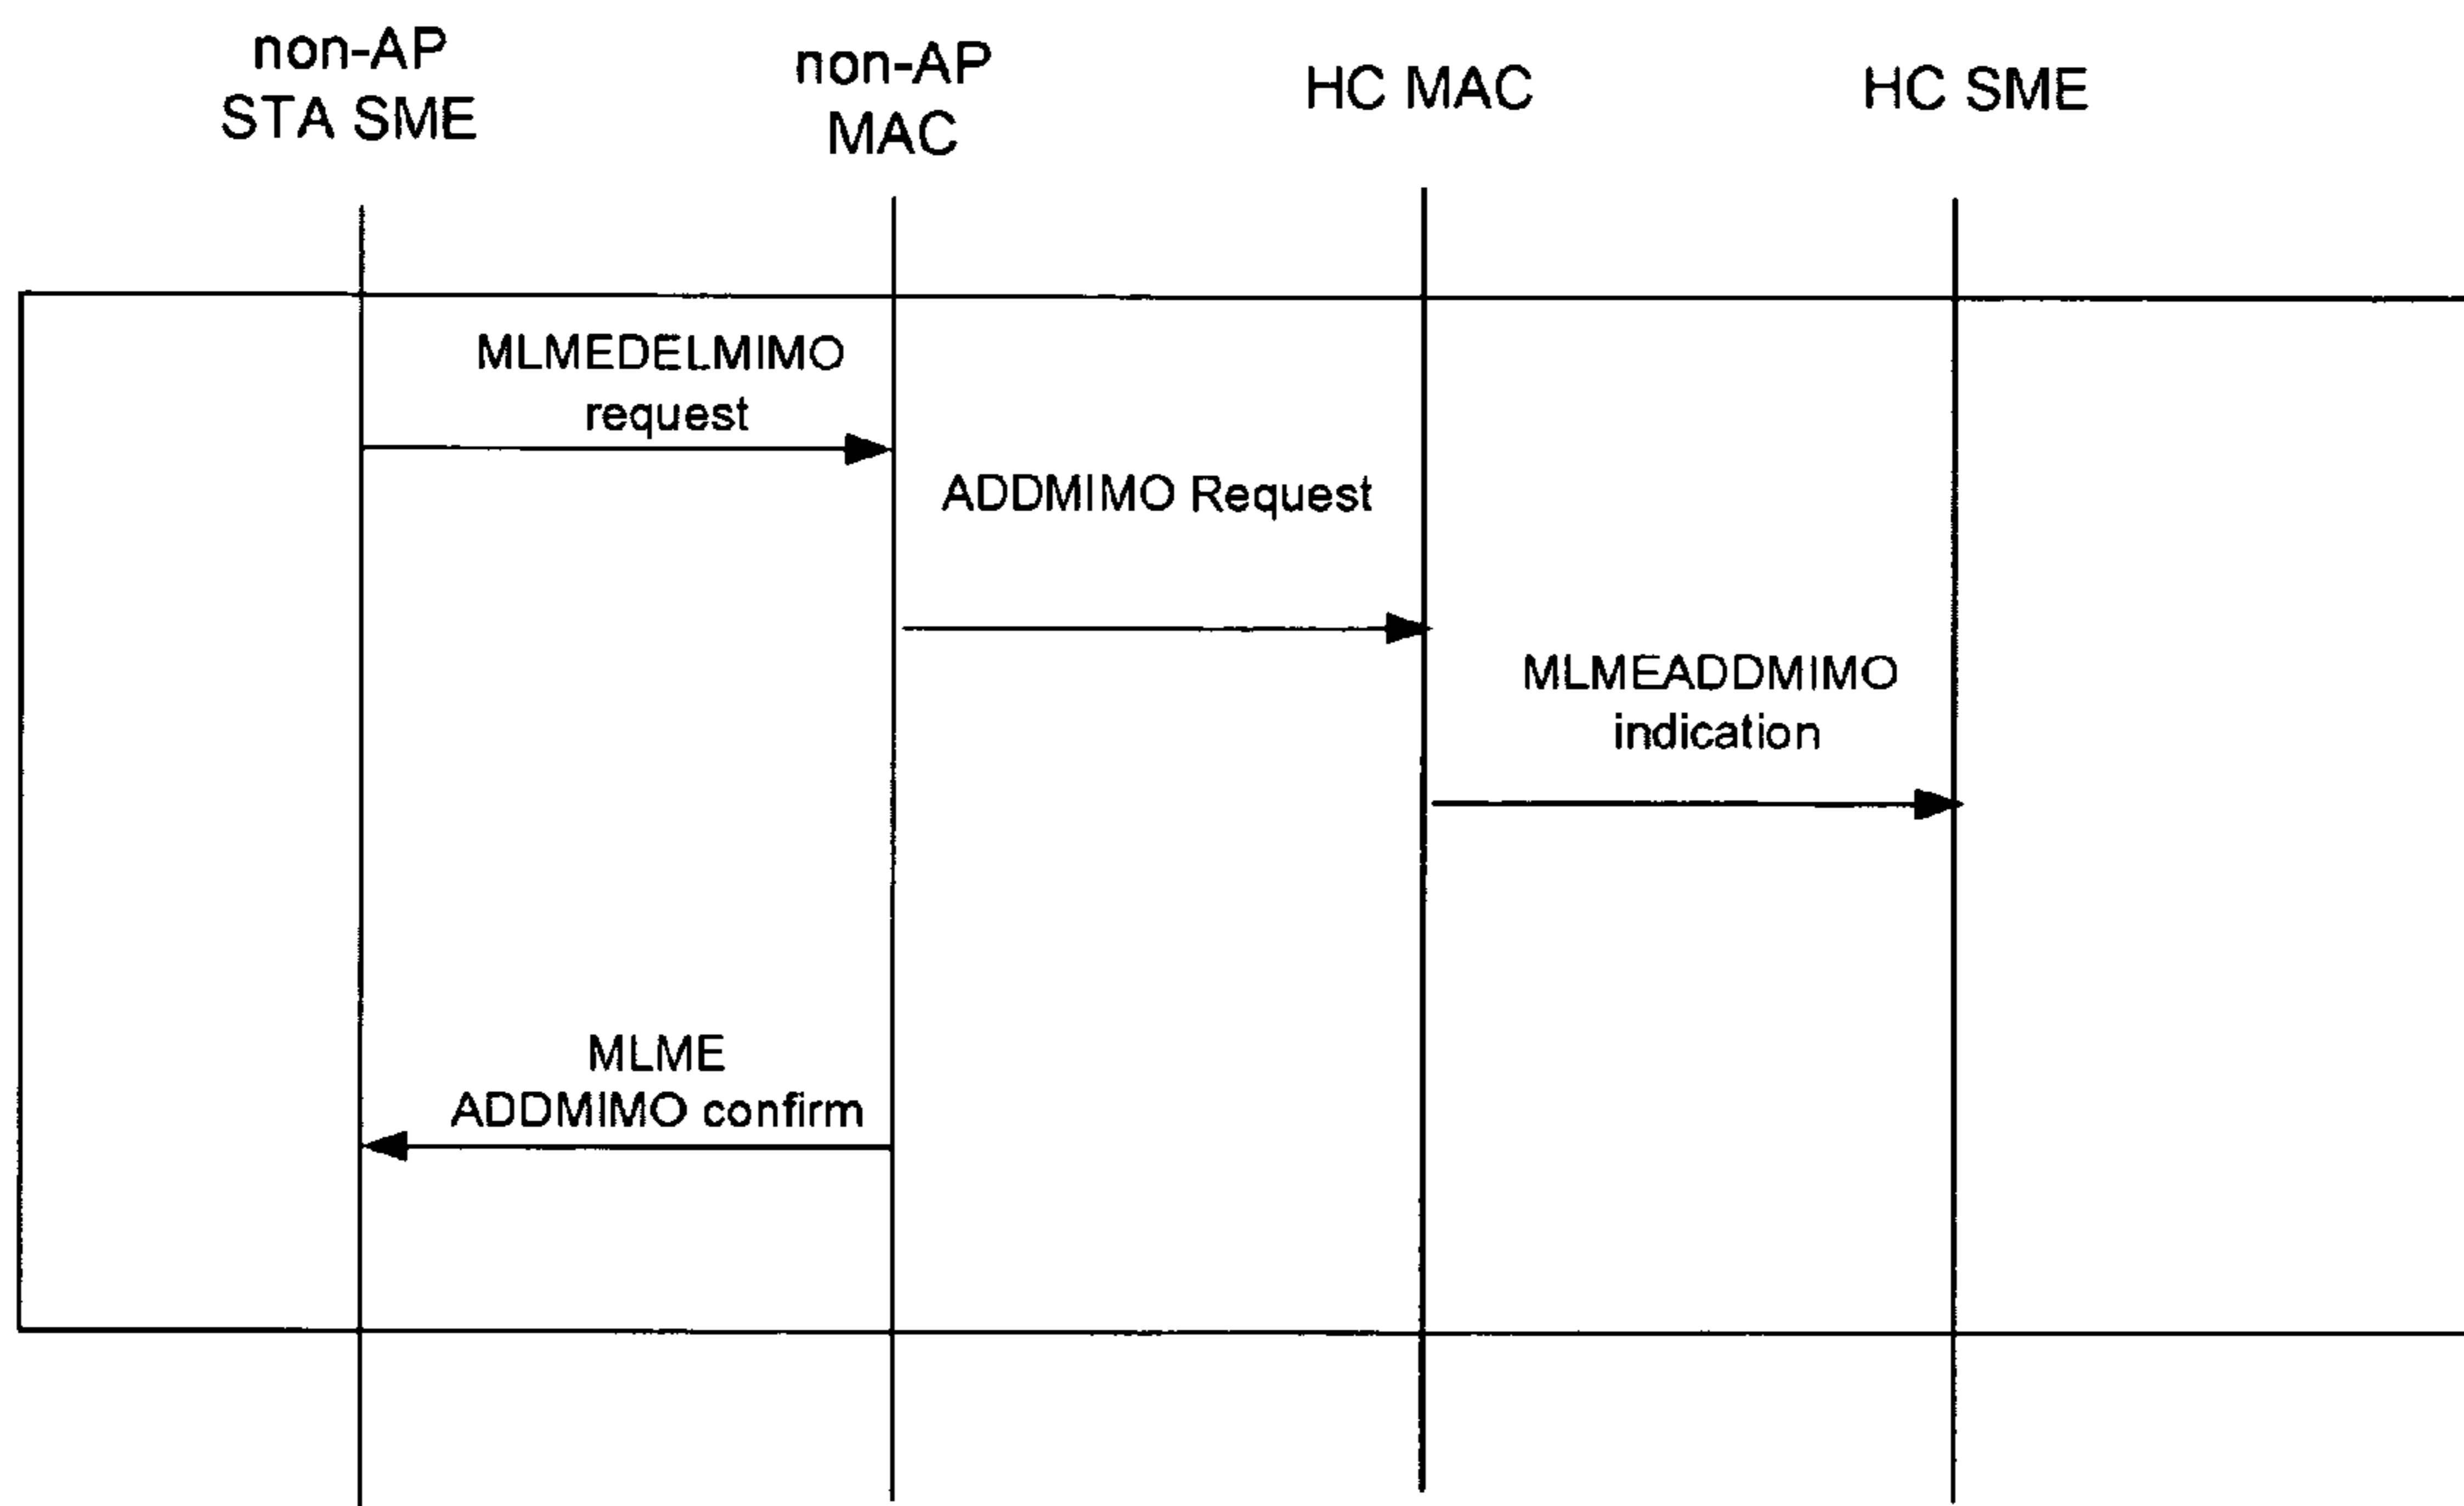 non-AP
STA SME
non-AP
MAC
HC MAC
HC SME
MLMEDELMIMO
request
ADDMIMO Request
MLMEADDMIMO
indication
MLME
ADDMIMO confirm